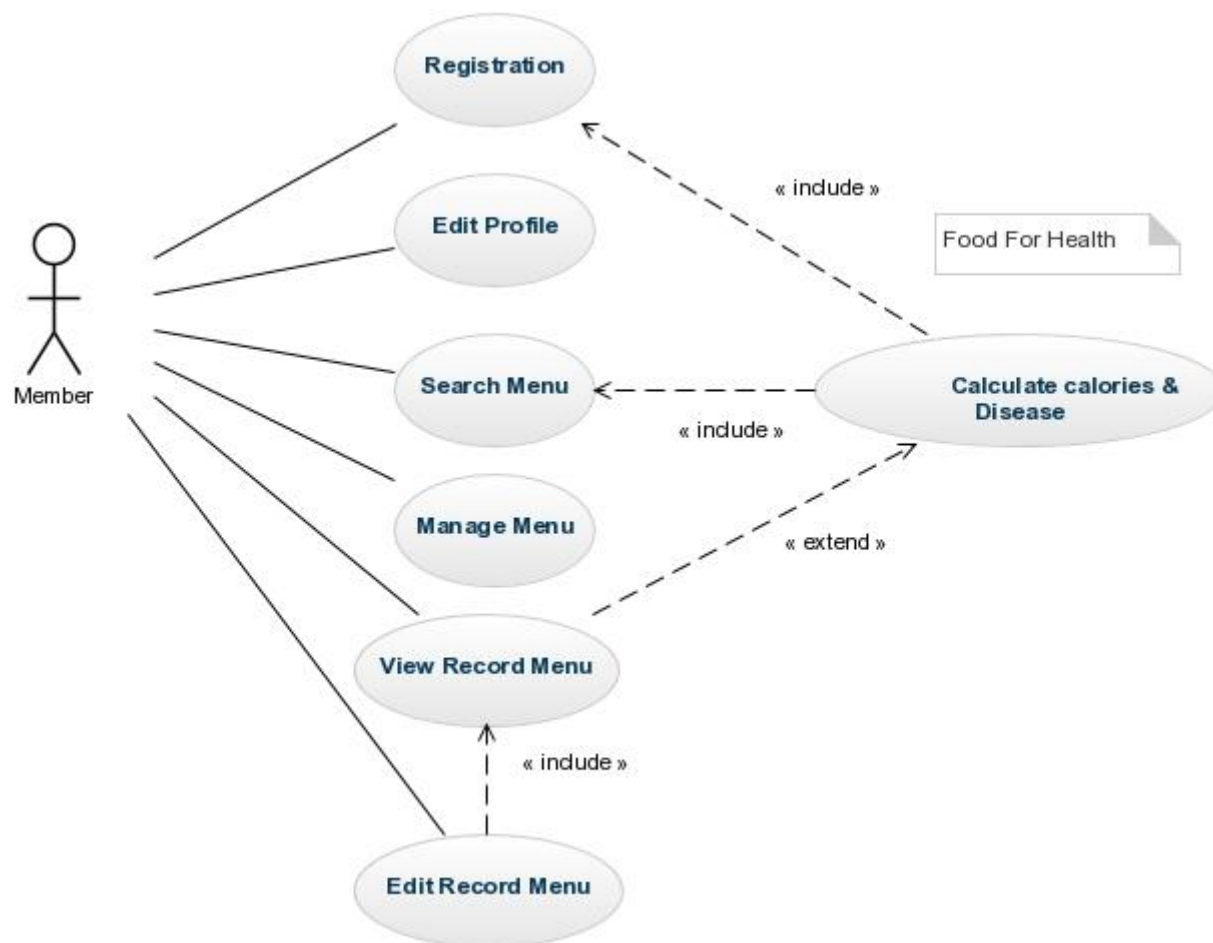 Registration
« include »
Edit Profile
Food For Health
Member
Search Menu
Calculate calories &
Disease
« include »
Manage Menu
« extend »
View Record Menu
« include »
Edit Record Menu